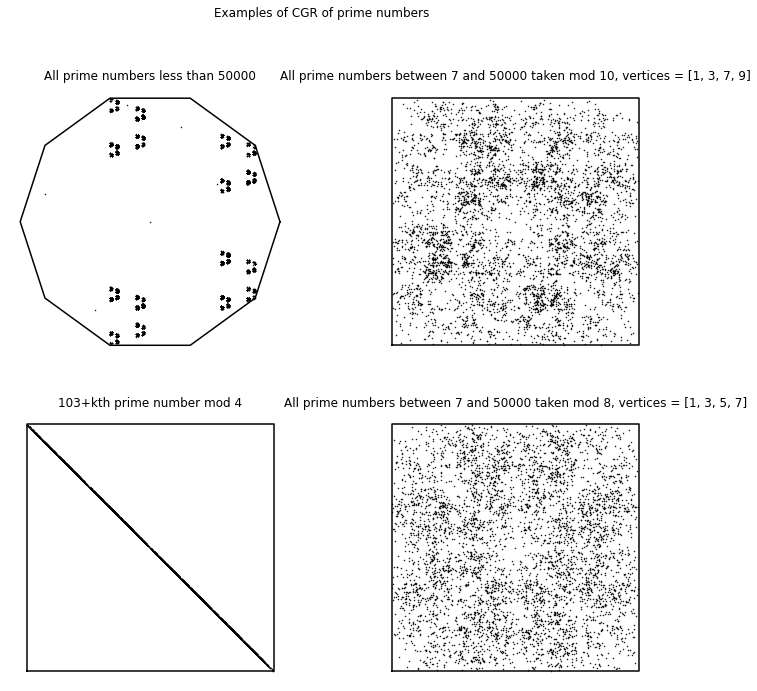 Examples of CGR of prime numbers
All prime numbers less than 50000
All prime numbers between 7 and 50000 taken mod 10, vertices = [1, 3, 7, 9]
103+kth prime number mod 4
All prime numbers between 7 and 50000 taken mod 8, vertices = [1, 3, 5, 7]